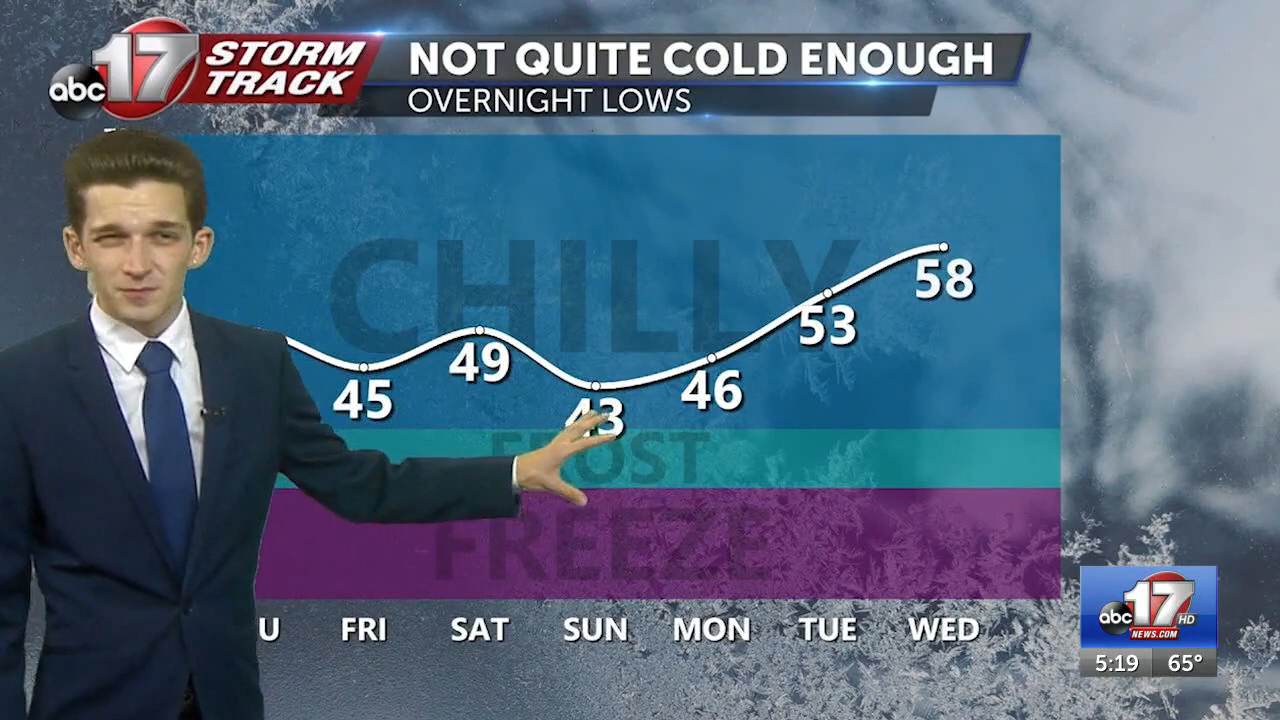 abc 17 STORM TRACK
NOT QUITE COLD ENOUGH
OVERNIGHT LOWS
CHILLY
58
53
49
45
46
43
FROST
FREEZE
U FRI SAT SUN MON TUE WED
abc 17 HD
NEWS.COM
5:19 65°